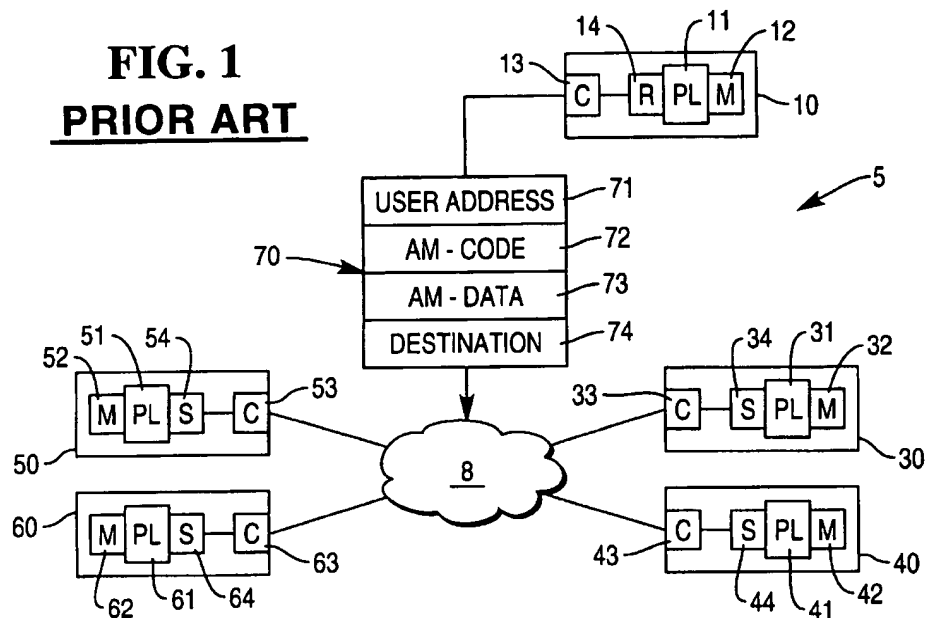 FIG. 1
PRIOR ART
14 11 12
13
C R PL M
10
5
USER ADDRESS 71
AM - CODE 72
70
AM - DATA 73
DESTINATION 74
52 51 54
53
M PL S C
50
34 31 32
33
C S PL M
30
8
60
M PL S C
62 61 64 63
C S PL M
43 44 41 42 40